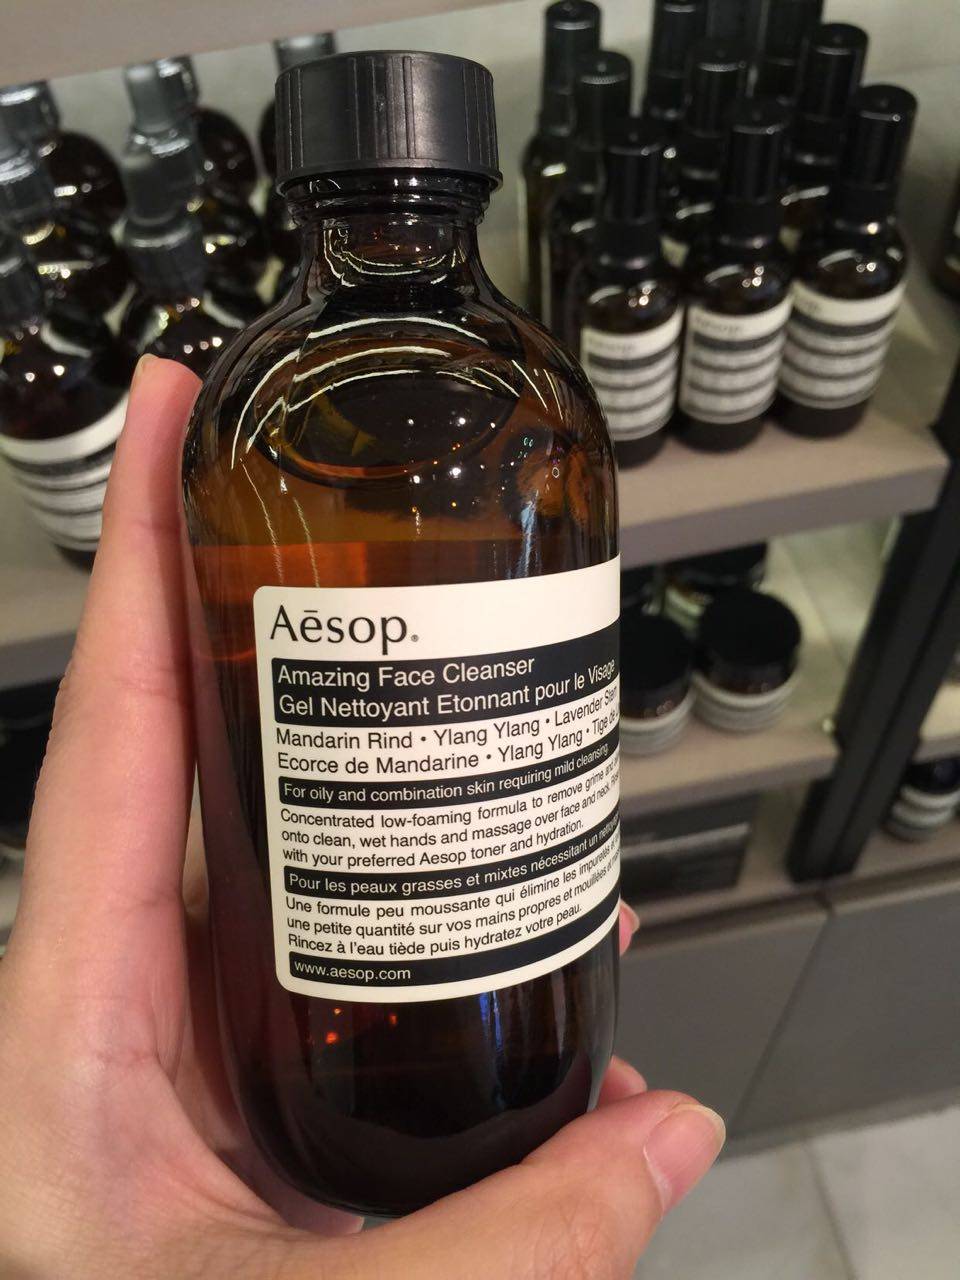 Aēsop®
Amazing Face Cleanser
Gel Nettoyant Etonnant pour le Visage
Mandarin Rind • Ylang Ylang • Lavender Stem
Ecorce de Mandarine • Ylang Ylang • Tige de
For oily and combination skin requiring mild cleansing.
Concentrated low-foaming formula to remove grime and
onto clean, wet hands and massage over face and neck.
with your preferred Aesop toner and hydration.
Pour les peaux grasses et mixtes nécessitant un
Une formule peu moussante qui élimine les impuretés
une petite quantité sur vos mains propres et mouillées
Rincez à l'eau tiède puis hydratez votre peau.
www.aesop.com
Aēsop.